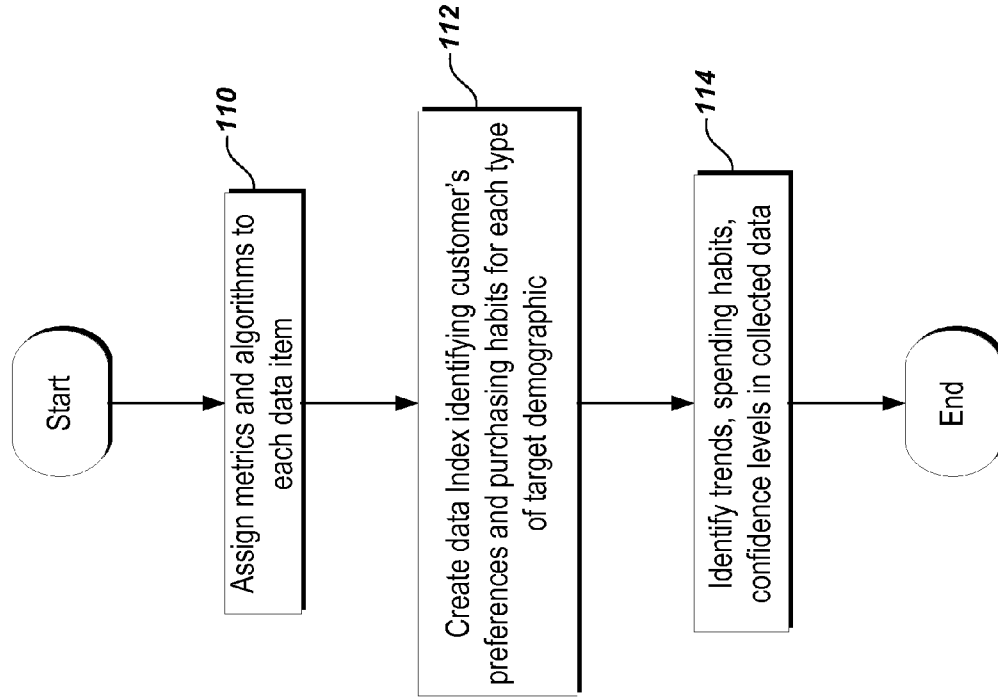 Start
110
Assign metrics and algorithms to
each data item
112
Create data Index identifying customer's
preferences and purchasing habits for each type
of target demographic
114
Identify trends, spending habits,
confidence levels in collected data
End